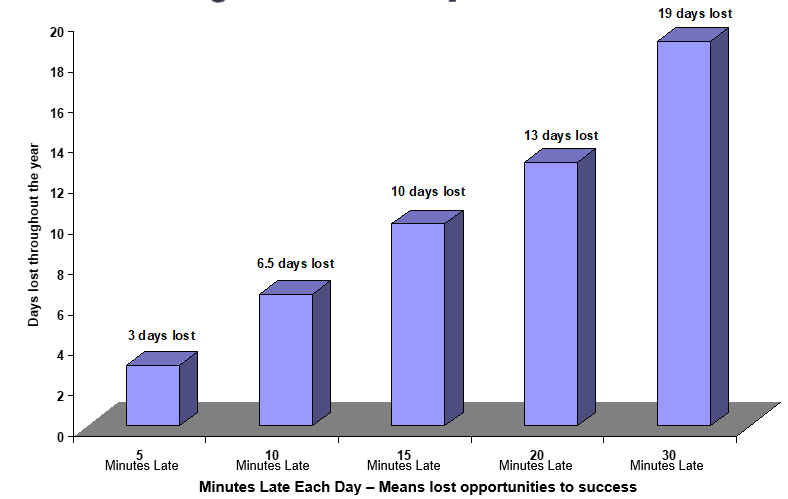 19 days lost
20
18
16
14
13 days lost
12
10 days lost
10
8
6.5 days lost
6
3 days lost
4
2
0
Days lost throughout the year
5
Minutes Late
10
Minutes Late
15
Minutes Late
20
Minutes Late
30
Minutes Late
Minutes Late Each Day – Means lost opportunities to success